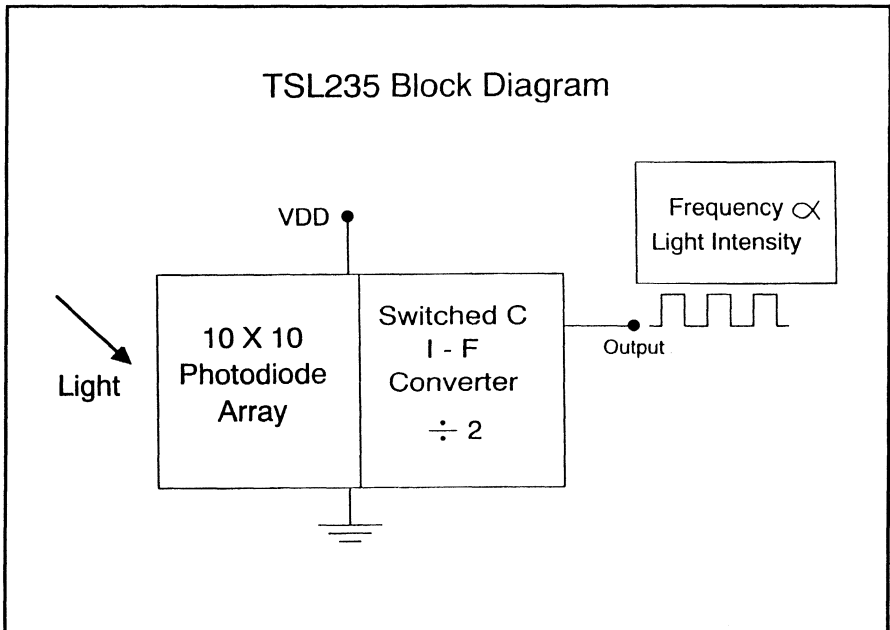 TSL235 Block Diagram
VDD
Frequency ∝
Light Intensity
Light
10 X 10
Photodiode
Array
Switched C
I - F
Converter
÷ 2
Output